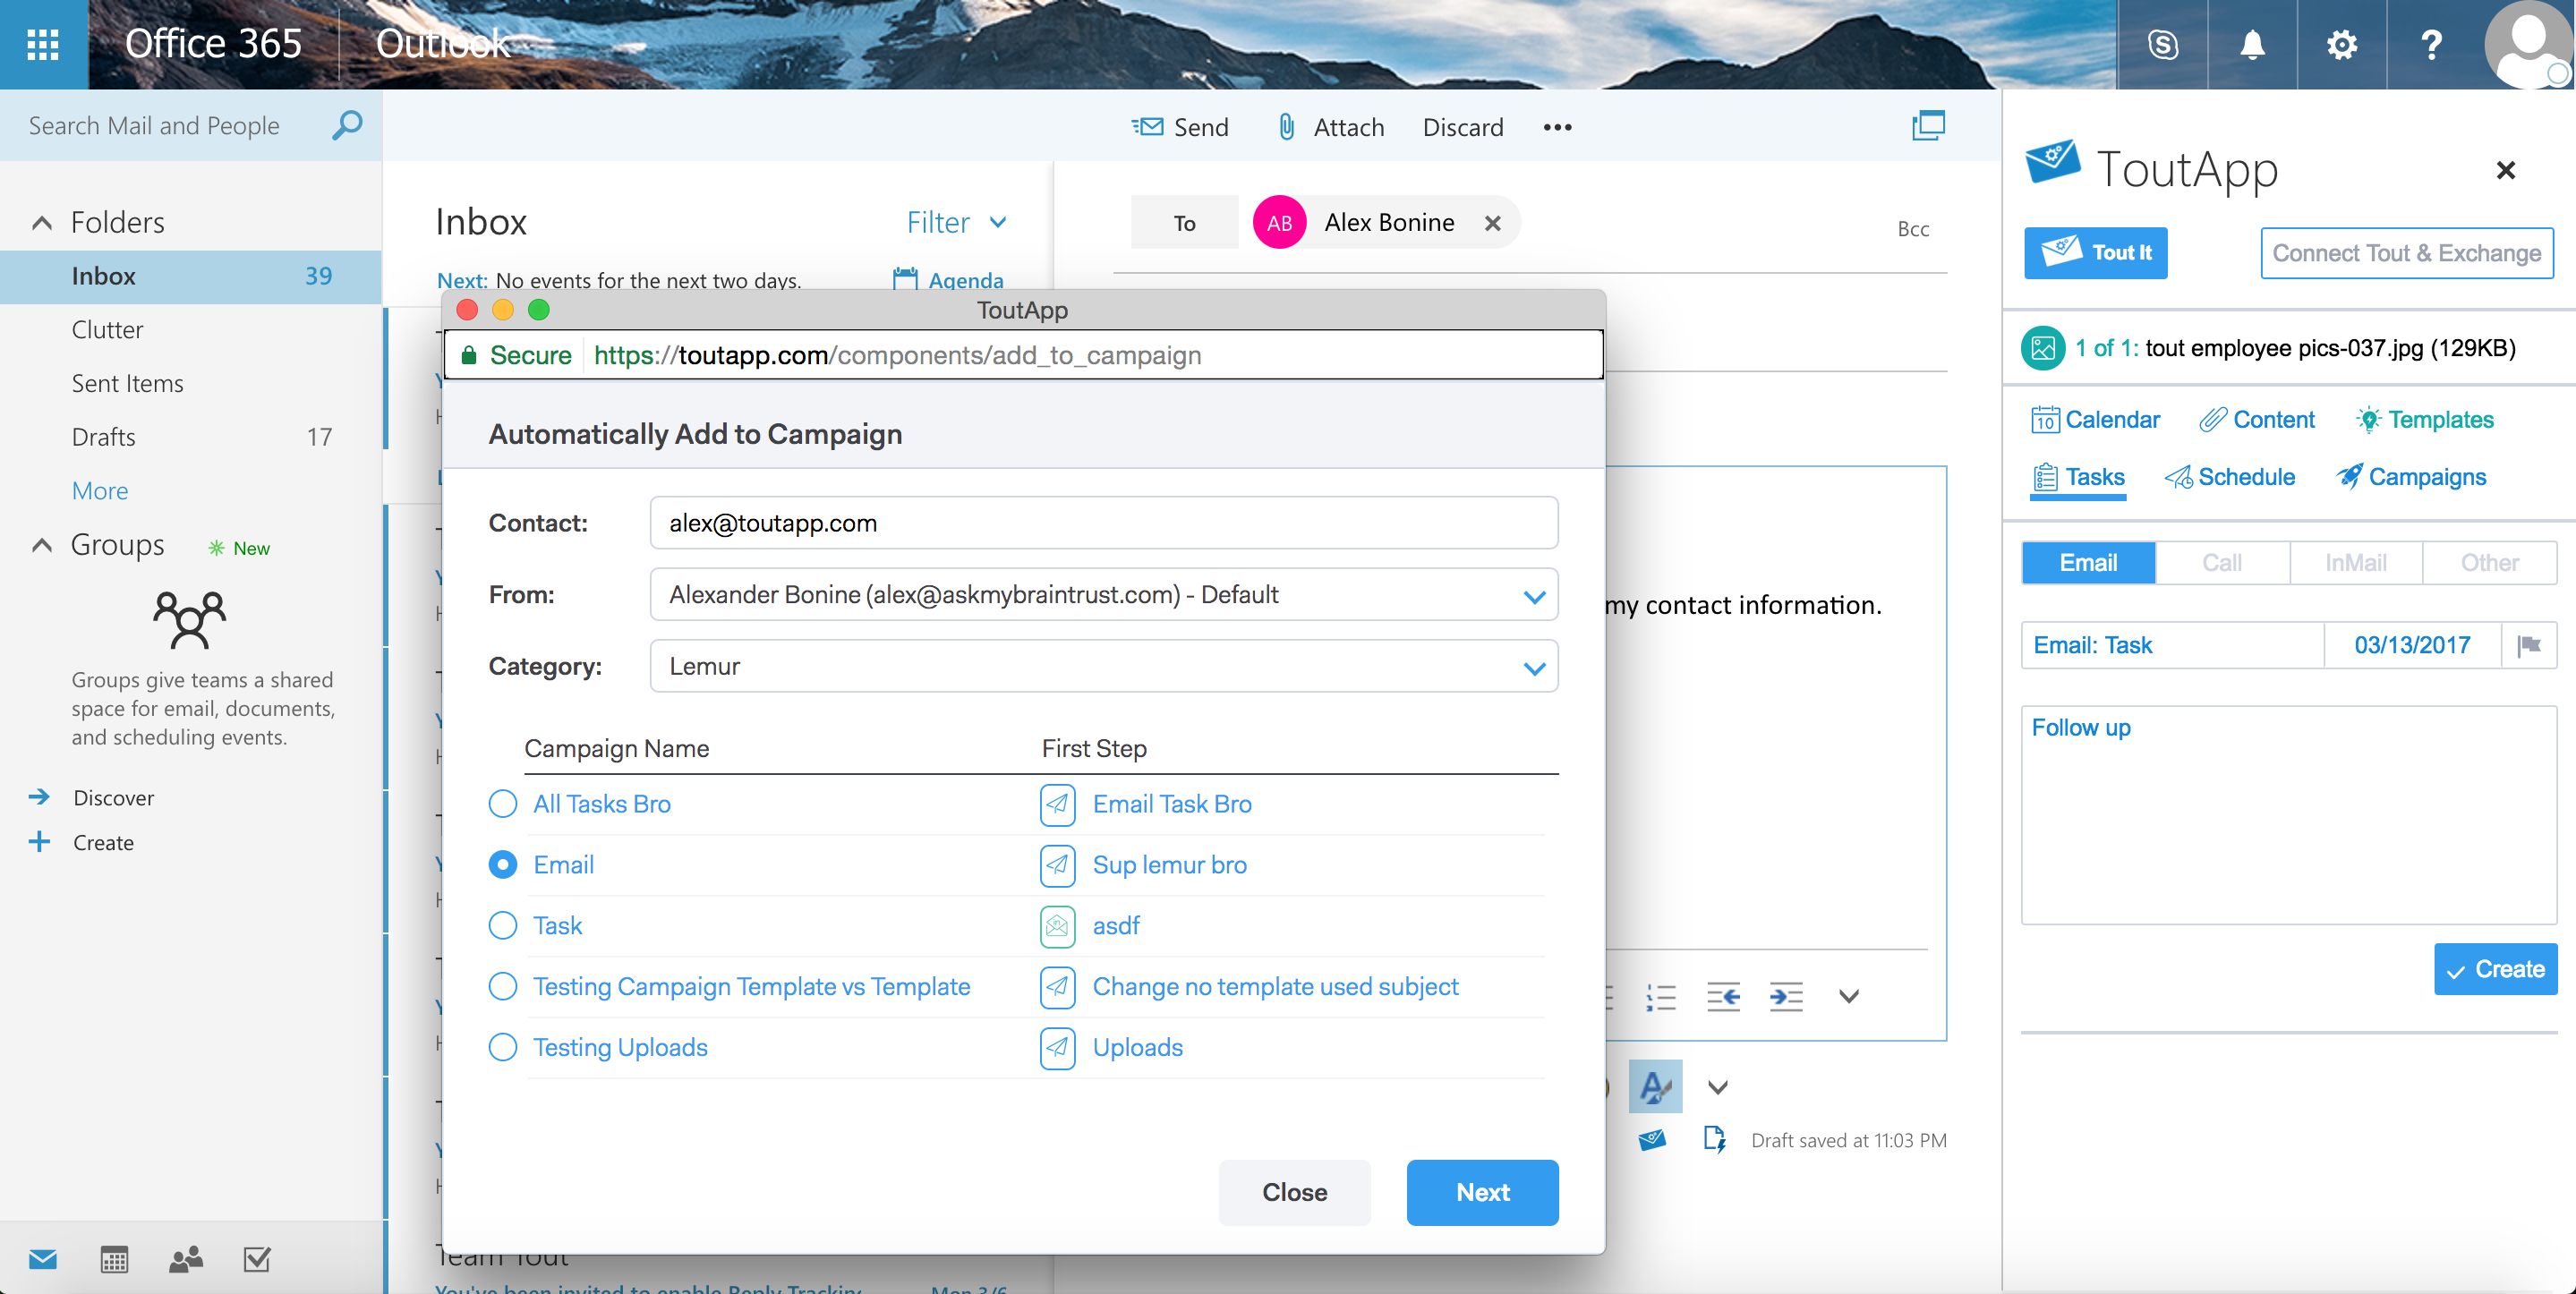 Office 365
Outlook
Search Mail and People
Send
Attach
Discard
Folders
Inbox 39
Clutter
Sent Items
Drafts 17
More
Groups New
Groups give teams a shared
space for email, documents,
and scheduling events.
Discover
Create
Inbox
Filter
Next: No events for the next two days.
Agenda
To
AB Alex Bonine
Bcc
ToutApp
Secure https://toutapp.com/components/add_to_campaign
Automatically Add to Campaign
Contact: alex@toutapp.com
From: Alexander Bonine (alex@askmybraintrust.com) - Default
Category: Lemur
Campaign Name First Step
All Tasks Bro Email Task Bro
Email Sup lemur bro
Task asdf
Testing Campaign Template vs Template Change no template used subject
Testing Uploads Uploads
Close Next
my contact information.
Draft saved at 11:03 PM
Team Tout
You've been invited to enable Reply Tracking Mon 3/6
ToutApp
Tout It
Connect Tout & Exchange
1 of 1: tout employee pics-037.jpg (129KB)
10 Calendar Content Templates
Tasks Schedule Campaigns
Email Call InMail Other
Email: Task 03/13/2017
Follow up
Create